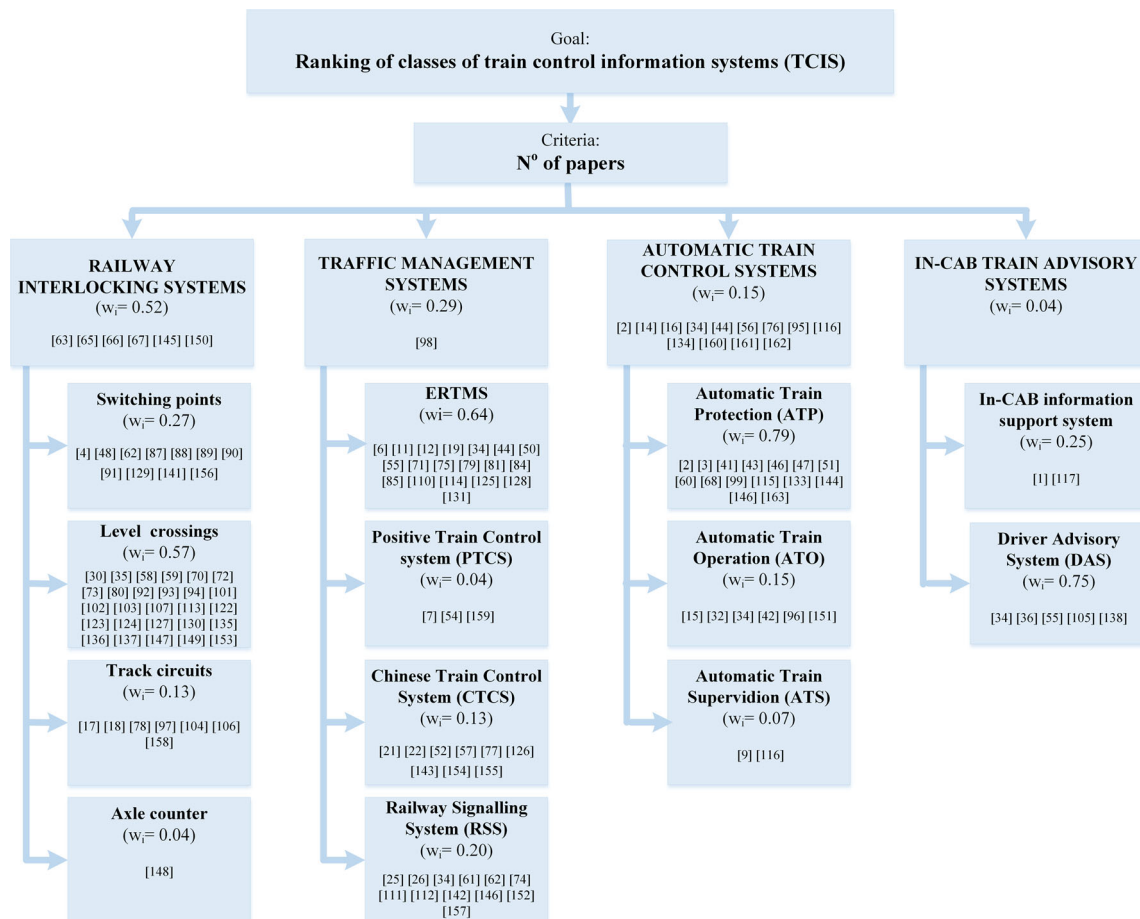 Goal:
Ranking of classes of train control information systems (TCIS)
Criteria:
Nº of papers
RAILWAY
INTERLOCKING SYSTEMS
(wi= 0.52)
[63] [65] [66] [67] [145] [150]
Switching points
(wi= 0.27)
[4] [48] [62] [87] [88] [89] [90]
[91] [129] [141] [156]
Level crossings
(wi= 0.57)
[30] [35] [58] [59] [70] [72]
[73] [80] [92] [93] [94] [101]
[102] [103] [107] [113] [122]
[123] [124] [127] [130] [135]
[136] [137] [147] [149] [153]
Track circuits
(wi= 0.13)
[17] [18] [78] [97] [104] [106]
[158]
Axle counter
(wi= 0.04)
[148]
TRAFFIC MANAGEMENT
SYSTEMS
(wi= 0.29)
[98]
ERTMS
(wi= 0.64)
[6] [11] [12] [19] [34] [44] [50]
[55] [71] [75] [79] [81] [84]
[85] [110] [114] [125] [128]
[131]
Positive Train Control
system (PTCS)
(wi= 0.04)
[7] [54] [159]
Chinese Train Control
System (CTCS)
(wi= 0.13)
[21] [22] [52] [57] [77] [126]
[143] [154] [155]
Railway Signalling
System (RSS)
(wi= 0.20)
[25] [26] [34] [61] [62] [74]
[111] [112] [142] [146] [152]
[157]
AUTOMATIC TRAIN
CONTROL SYSTEMS
(wi= 0.15)
[2] [14] [16] [34] [44] [56] [76] [95] [116]
[134] [160] [161] [162]
Automatic Train
Protection (ATP)
(wi= 0.79)
[2] [3] [41] [43] [46] [47] [51]
[60] [68] [99] [115] [133] [144]
[146] [163]
Automatic Train
Operation (ATO)
(wi= 0.15)
[15] [32] [34] [42] [96] [151]
Automatic Train
Supervidion (ATS)
(wi= 0.07)
[9] [116]
IN-CAB TRAIN ADVISORY
SYSTEMS
(wi= 0.04)
In-CAB information
support system
(wi= 0.25)
[1] [117]
Driver Advisory
System (DAS)
(wi= 0.75)
[34] [36] [55] [105] [138]